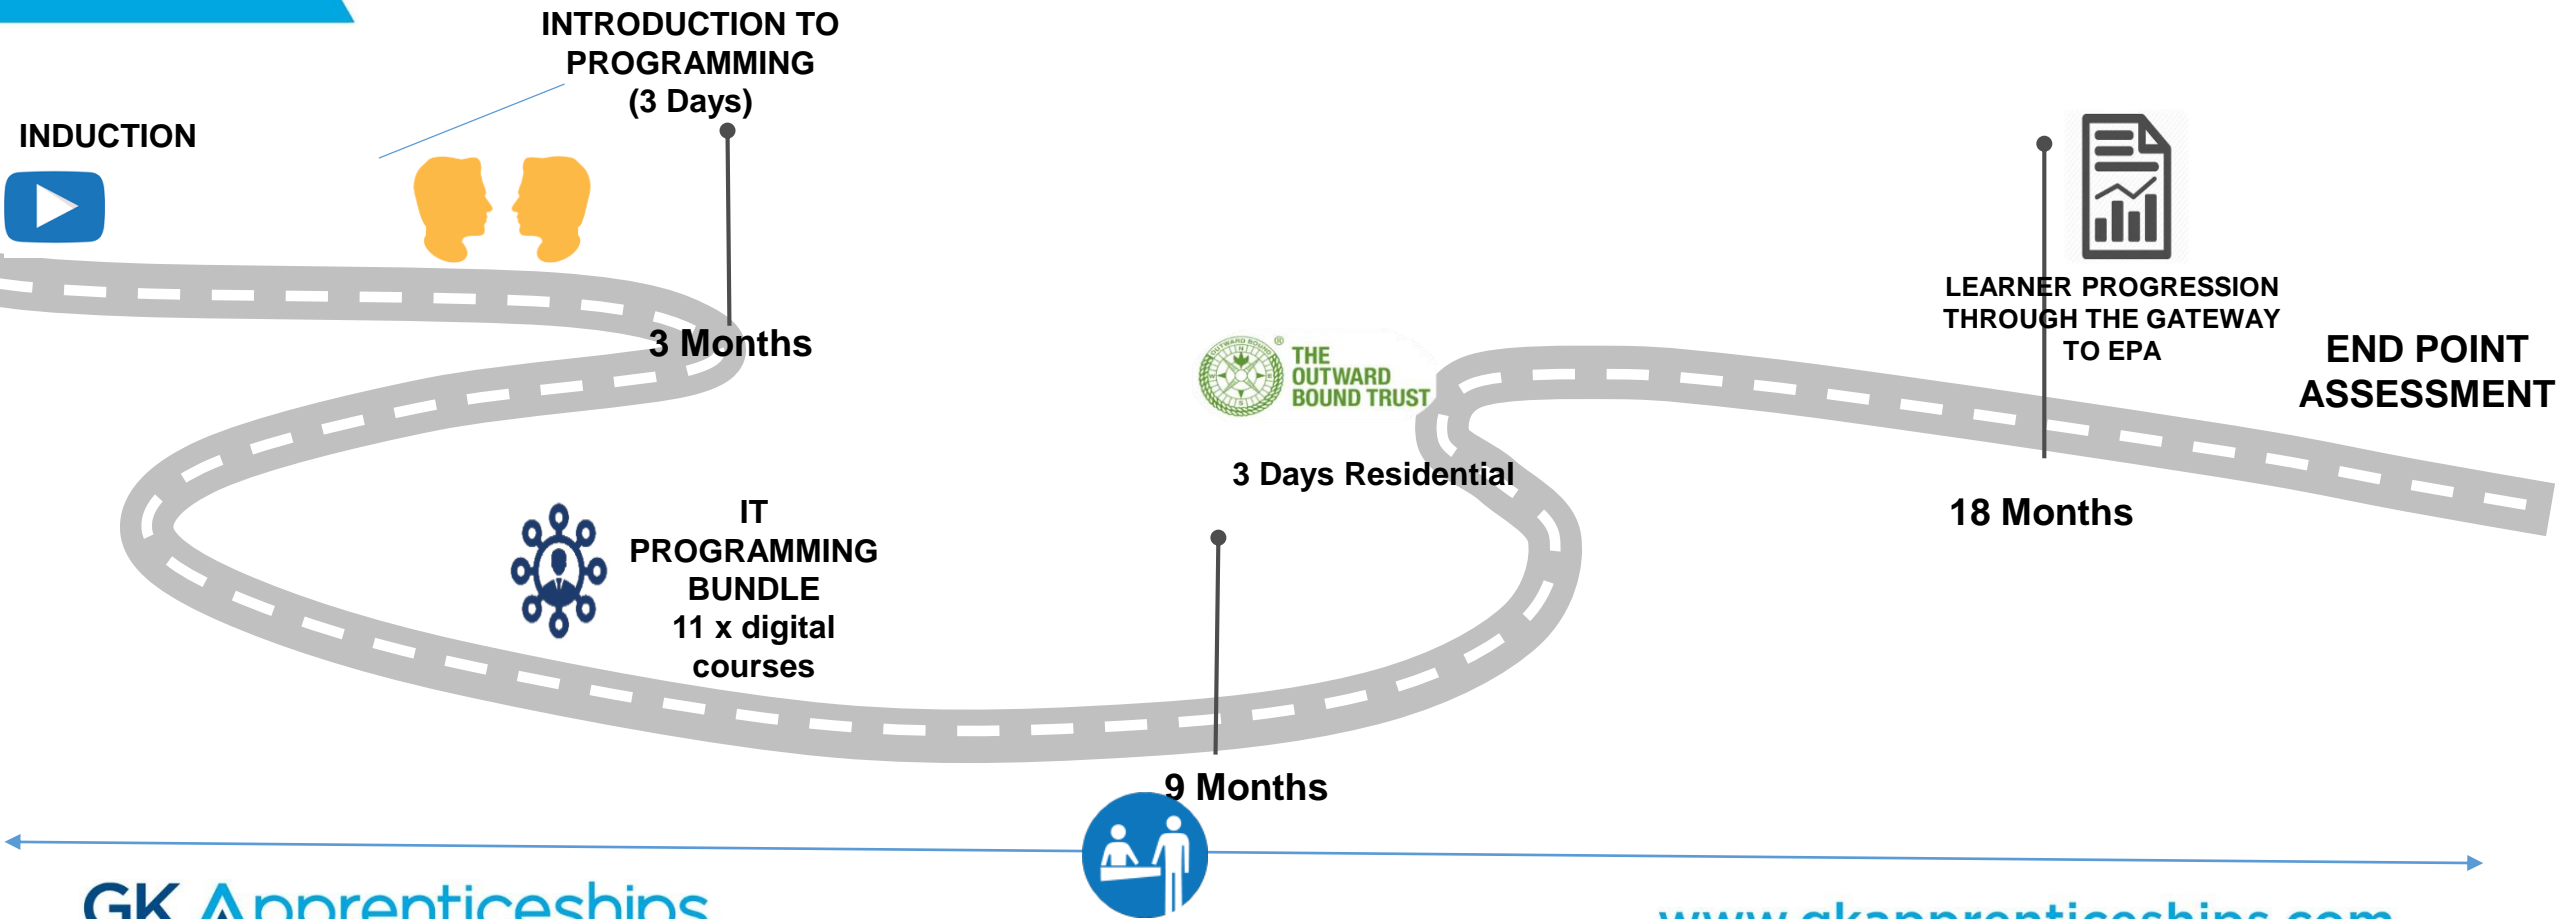 INTRODUCTION TO
PROGRAMMING
(3 Days)
INDUCTION
3 Months
IT
PROGRAMMING
BUNDLE
11 x digital
courses
OUTWARD BOUND
®
THE
OUTWARD
BOUND TRUST
3 Days Residential
9 Months
LEARNER PROGRESSION
THROUGH THE GATEWAY
TO EPA
18 Months
END POINT
ASSESSMENT
GK Apprenticeships
www.gkapprenticeships.com